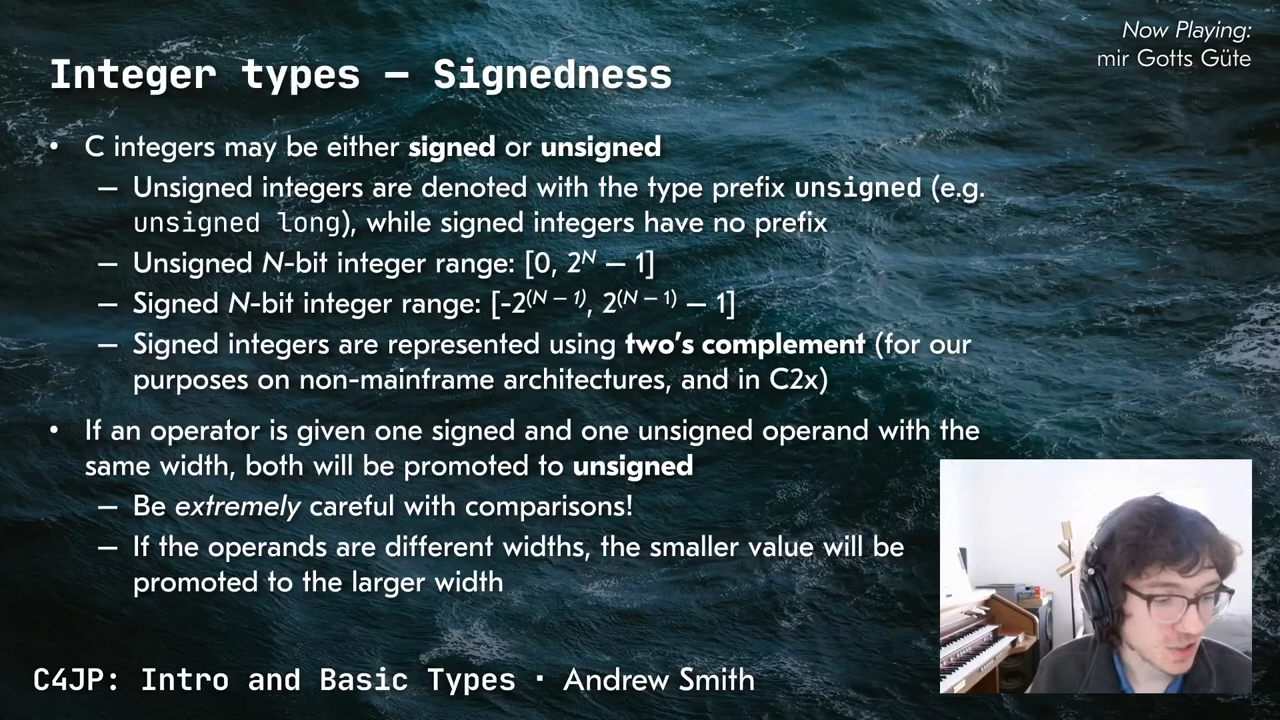 Now Playing:
mir Gotts Güte
Integer types – Signedness
• C integers may be either signed or unsigned
– Unsigned integers are denoted with the type prefix unsigned (e.g.
unsigned long), while signed integers have no prefix
– Unsigned N-bit integer range: [0, 2ᴺ – 1]
– Signed N-bit integer range: [-2⁽ᴺ ⁻ ¹⁾, 2⁽ᴺ ⁻ ¹⁾ – 1]
– Signed integers are represented using two’s complement (for our
purposes on non-mainframe architectures, and in C2x)
• If an operator is given one signed and one unsigned operand with the
same width, both will be promoted to unsigned
– Be extremely careful with comparisons!
– If the operands are different widths, the smaller value will be
promoted to the larger width
C4JP: Intro and Basic Types · Andrew Smith